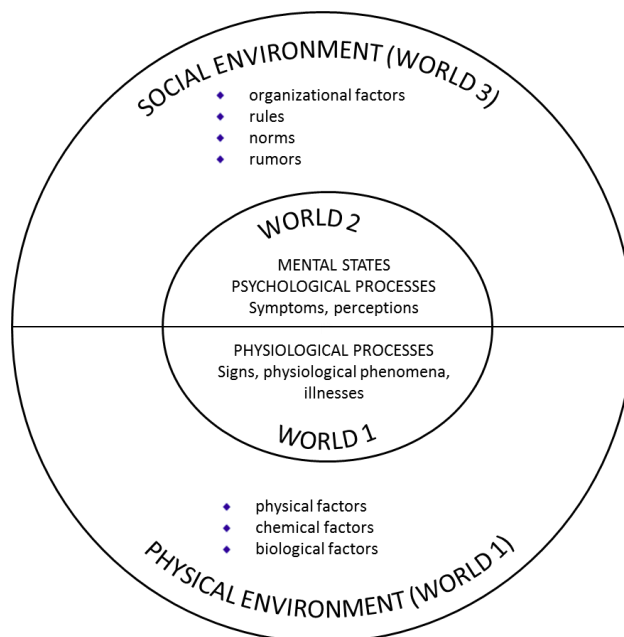 SOCIAL ENVIRONMENT (WORLD 3)
organizational factors
rules
norms
rumors
WORLD 2
MENTAL STATES
PSYCHOLOGICAL PROCESSES
Symptoms, perceptions
PHYSIOLOGICAL PROCESSES
Signs, physiological phenomena,
illnesses
WORLD 1
physical factors
chemical factors
biological factors
PHYSICAL ENVIRONMENT (WORLD 1)